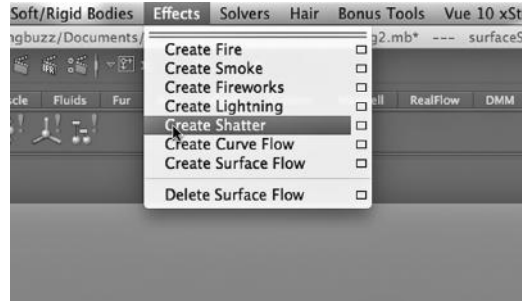 Soft/Rigid Bodies Effects Solvers Hair Bonus Tools Vue 10 xSt
ngbuzz/Documents/ g2.mb* --- surfaceS
Create Fire
Create Smoke
Create Fireworks
Create Lightning
cle Fluids Fur ell RealFlow DMM
Create Shatter
Create Curve Flow
Create Surface Flow
Delete Surface Flow